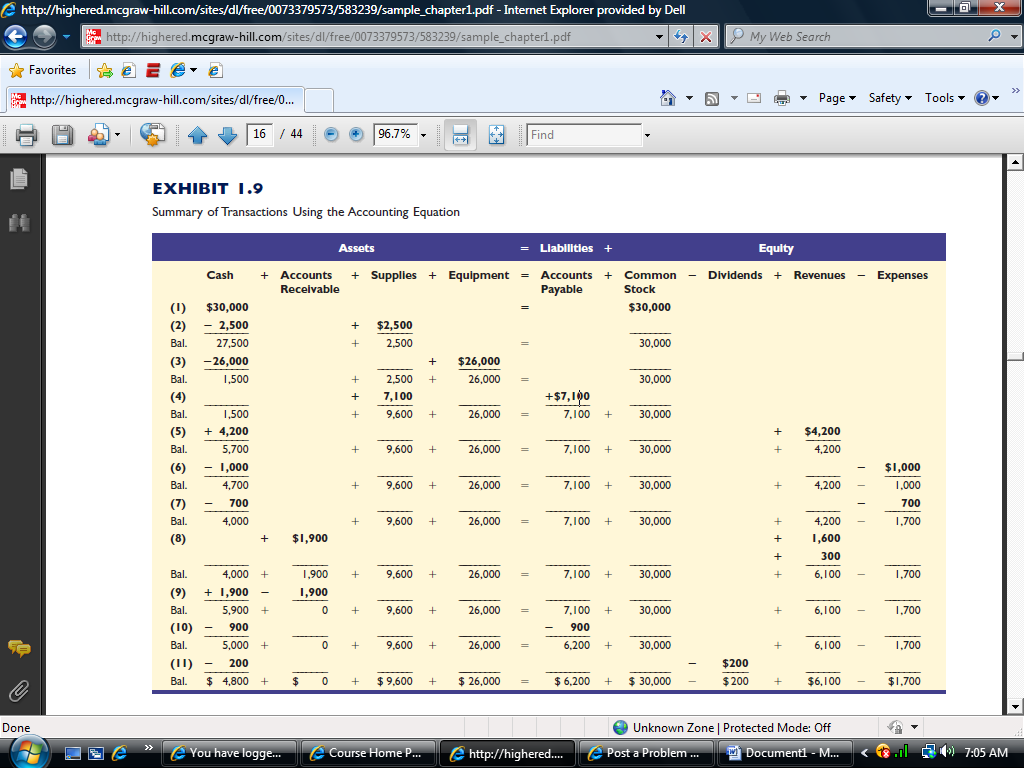 http://highered.mcgraw-hill.com/sites/dl/free/0073379573/583239/sample_chapter1.pdf - Internet Explorer provided by Dell
http://highered.mcgraw-hill.com/sites/dl/free/0073379573/583239/sample_chapter1.pdf My Web Search
Favorites
http://highered.mcgraw-hill.com/sites/dl/free/0... Page Safety Tools
16 / 44 96.7% Find
EXHIBIT 1.9
Summary of Transactions Using the Accounting Equation
Assets = Liabilities + Equity
Cash + Accounts + Supplies + Equipment = Accounts + Common − Dividends + Revenues − Expenses
Receivable Payable Stock
(1) $30,000 = $30,000
(2) − 2,500 + $2,500
Bal. 27,500 + 2,500 = 30,000
(3) −26,000 + $26,000
Bal. 1,500 + 2,500 + 26,000 = 30,000
(4) + 7,100 +$7,100
Bal. 1,500 + 9,600 + 26,000 = 7,100 + 30,000
(5) + 4,200 + $4,200
Bal. 5,700 + 9,600 + 26,000 = 7,100 + 30,000 + 4,200
(6) − 1,000 − $1,000
Bal. 4,700 + 9,600 + 26,000 = 7,100 + 30,000 + 4,200 − 1,000
(7) − 700 − 700
Bal. 4,000 + 9,600 + 26,000 = 7,100 + 30,000 + 4,200 − 1,700
(8) + $1,900 + 1,600
+ 300
Bal. 4,000 + 1,900 + 9,600 + 26,000 = 7,100 + 30,000 + 6,100 − 1,700
(9) + 1,900 − 1,900
Bal. 5,900 + 0 + 9,600 + 26,000 = 7,100 + 30,000 + 6,100 − 1,700
(10) − 900 − 900
Bal. 5,000 + 0 + 9,600 + 26,000 = 6,200 + 30,000 + 6,100 − 1,700
(11) − 200 − $200
Bal. $ 4,800 + $ 0 + $ 9,600 + $ 26,000 = $ 6,200 + $ 30,000 − $200 + $6,100 − $1,700
Done Unknown Zone | Protected Mode: Off
You have logge... Course Home P... http://highered.... Post a Problem ... Document1 - M... 7:05 AM